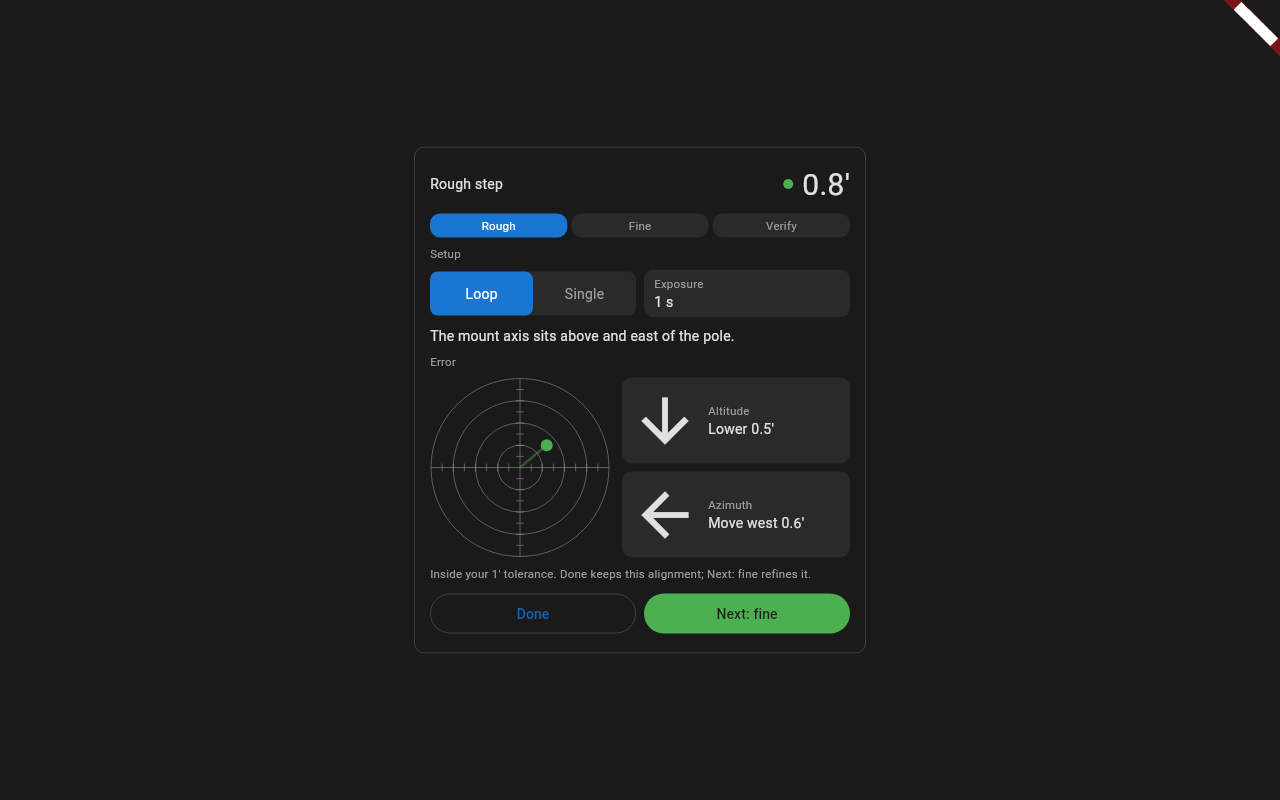 Rough step
0.8'
Rough
Fine
Verify
Setup
Loop
Single
Exposure
1 s
The mount axis sits above and east of the pole.
Error
Altitude
Lower 0.5'
Azimuth
Move west 0.6'
Inside your 1' tolerance. Done keeps this alignment; Next: fine refines it.
Done
Next: fine